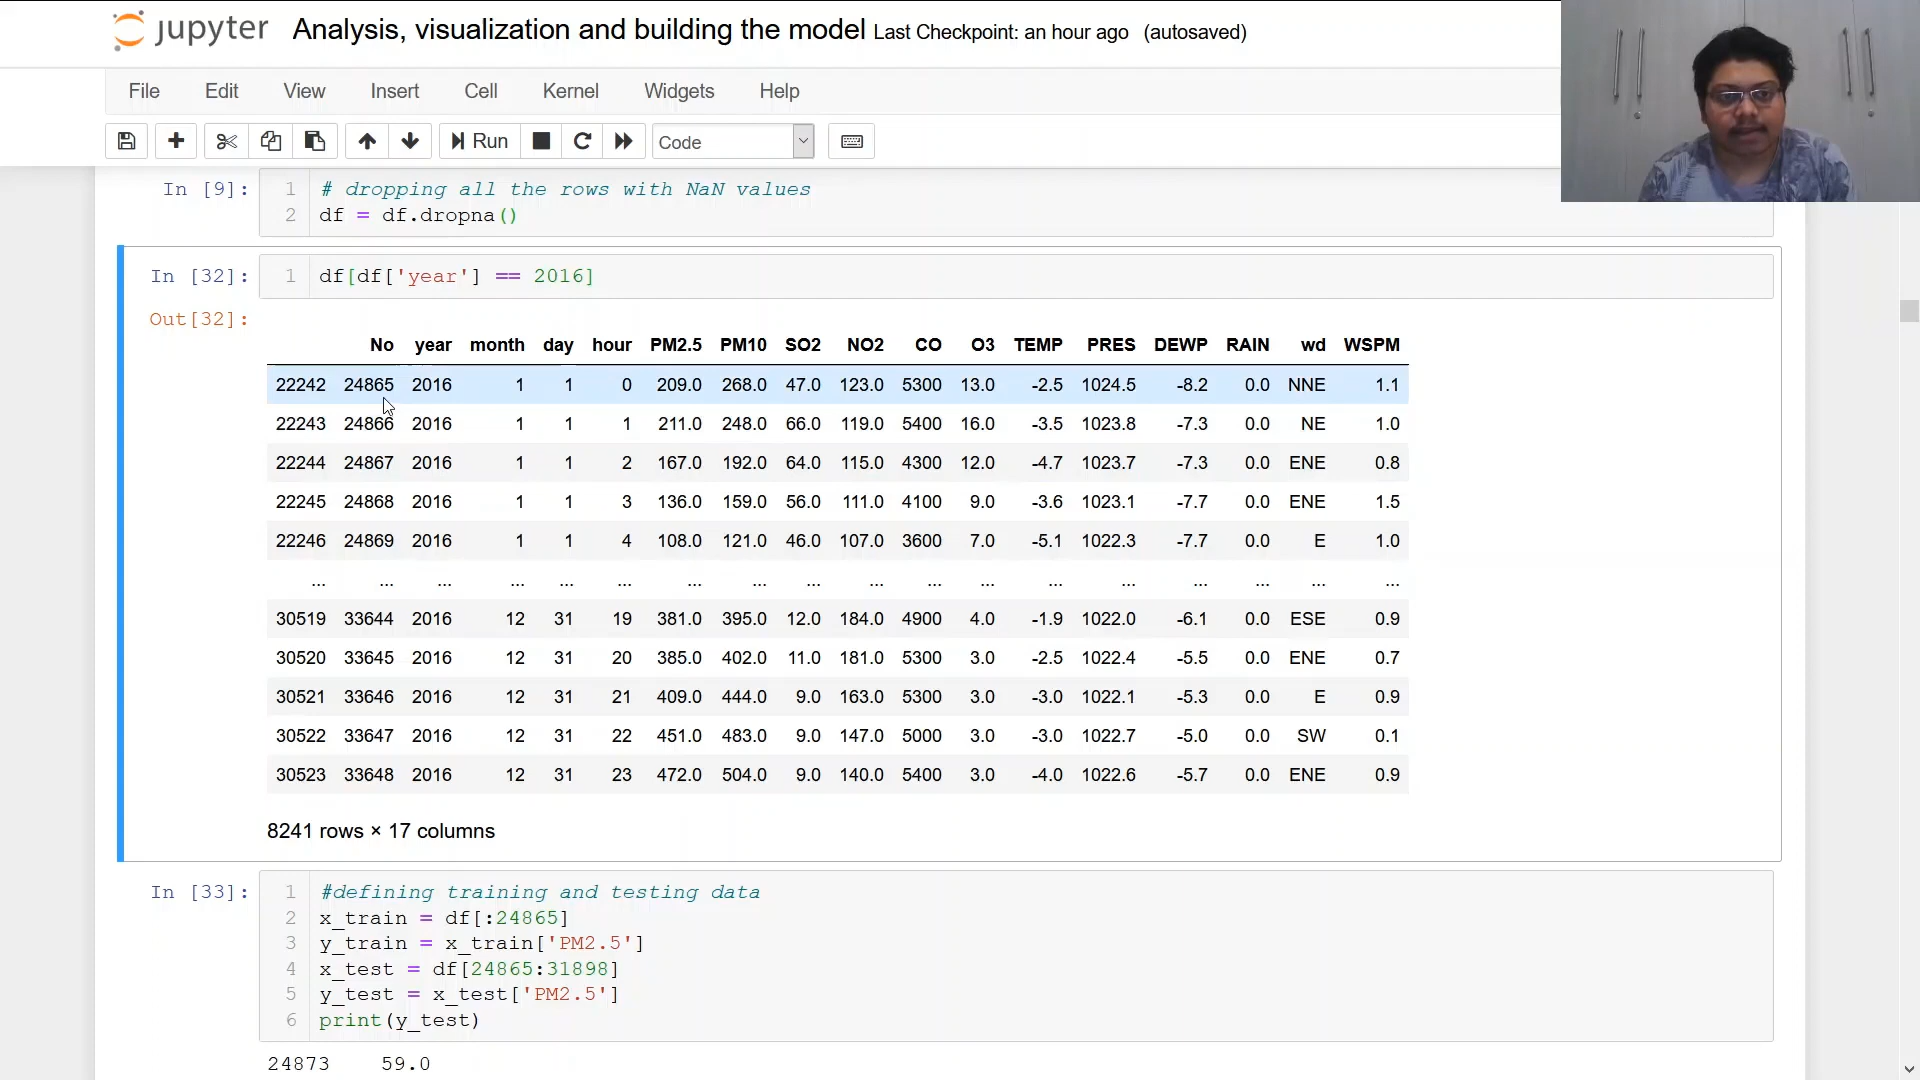 jupyter Analysis, visualization and building the model Last Checkpoint: an hour ago (autosaved)
File Edit View Insert Cell Kernel Widgets Help
Run Code
In [9]: 1 # dropping all the rows with NaN values
2 df = df.dropna()
In [32]: 1 df[df['year'] == 2016]
Out[32]:
No year month day hour PM2.5 PM10 SO2 NO2 CO O3 TEMP PRES DEWP RAIN wd WSPM
22242 24865 2016 1 1 0 209.0 268.0 47.0 123.0 5300 13.0 -2.5 1024.5 -8.2 0.0 NNE 1.1
22243 24866 2016 1 1 1 211.0 248.0 66.0 119.0 5400 16.0 -3.5 1023.8 -7.3 0.0 NE 1.0
22244 24867 2016 1 1 2 167.0 192.0 64.0 115.0 4300 12.0 -4.7 1023.7 -7.3 0.0 ENE 0.8
22245 24868 2016 1 1 3 136.0 159.0 56.0 111.0 4100 9.0 -3.6 1023.1 -7.7 0.0 ENE 1.5
22246 24869 2016 1 1 4 108.0 121.0 46.0 107.0 3600 7.0 -5.1 1022.3 -7.7 0.0 E 1.0
... ... ... ... ... ... ... ... ... ... ... ... ... ... ... ... ... ...
30519 33644 2016 12 31 19 381.0 395.0 12.0 184.0 4900 4.0 -1.9 1022.0 -6.1 0.0 ESE 0.9
30520 33645 2016 12 31 20 385.0 402.0 11.0 181.0 5300 3.0 -2.5 1022.4 -5.5 0.0 ENE 0.7
30521 33646 2016 12 31 21 409.0 444.0 9.0 163.0 5300 3.0 -3.0 1022.1 -5.3 0.0 E 0.9
30522 33647 2016 12 31 22 451.0 483.0 9.0 147.0 5000 3.0 -3.0 1022.7 -5.0 0.0 SW 0.1
30523 33648 2016 12 31 23 472.0 504.0 9.0 140.0 5400 3.0 -4.0 1022.6 -5.7 0.0 ENE 0.9
8241 rows × 17 columns
In [33]: 1 #defining training and testing data
2 x_train = df[:24865]
3 y_train = x_train['PM2.5']
4 x_test = df[24865:31898]
5 y_test = x_test['PM2.5']
6 print(y_test)
24873 59.0